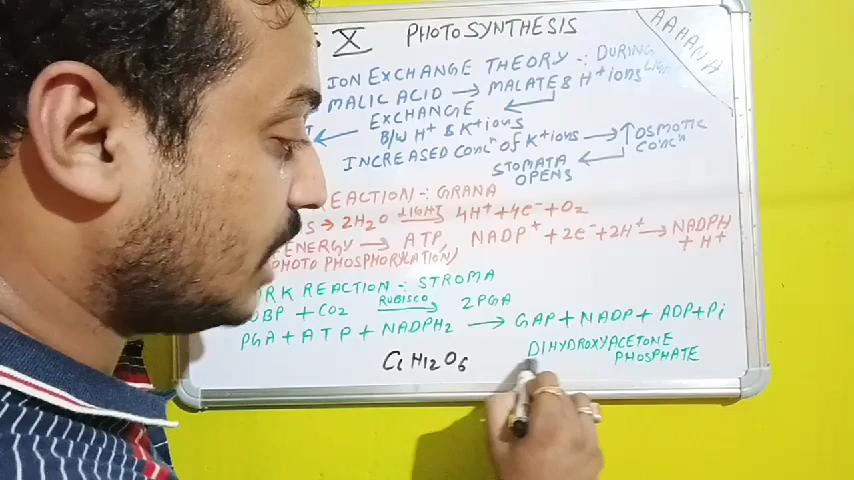 S X PHOTOSYNTHESIS
AAAANA
ION EXCHANGE THEORY -: DURING
MALIC ACID → MALATE & H+ ions
EXCHANGE
B/W H+ & K+ ions
INCREASED Concn OF K+ ions → ↑ OSMOTIC
Concn
STOMATA
OPENS
REACTION -: GRANA
S → 2H2O LIGHT 4H+ + 4e- + O2
ENERGY → ATP, NADP+ + 2e- + 2H+ → NADPH
+ H+
PHOTO PHOSPHORYLATION)
RK REACTION -: STROMA
UBP + CO2 RUBISCO 2PGA
PGA + ATP + NADPH2 → GAP + NADP + ADP + Pi
DIHYDROXYACETONE
PHOSPHATE
C6H12O6